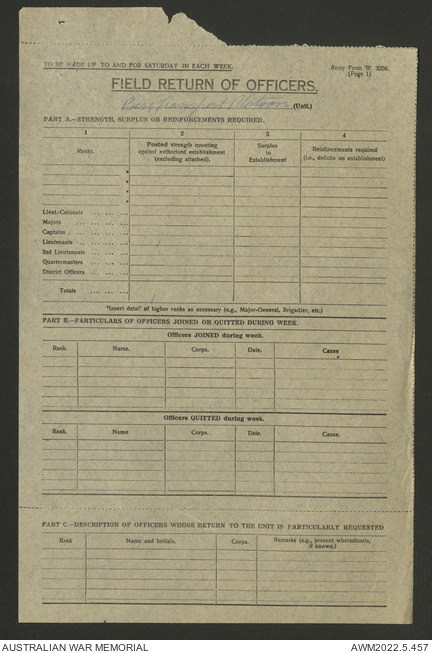 TO BE MADE UP TO AND FOR SATURDAY IN EACH WEEK.
Army Form W. 3008.
(Page 1)
FIELD RETURN OF OFFICERS.
Base Transport Platoon (Unit.)
PART A.—STRENGTH, SURPLUS OR REINFORCEMENTS REQUIRED.
1 2 3 4
Ranks.
Posted strength counting
against authorized establishment
(excluding attached).
Surplus
to
Establishment
Reinforcements required
(i.e., deficits on establishment)
*
*
*
*
Lieut.-Colonels ... ... ...
Majors ... ... ...
Captains ... ... ...
Lieutenants ... ... ...
2nd Lieutenants ... ... ...
Quartermasters ... ... ...
District Officers ... ... ...
Totals ... ... ...
*Insert detail of higher ranks as necessary (e.g., Major-General, Brigadier, etc.)
PART B.—PARTICULARS OF OFFICERS JOINED OR QUITTED DURING WEEK.
Officers JOINED during week.
Rank. Name. Corps. Date. Cause
Officers QUITTED during week.
Rank. Name Corps. Date. Cause.
PART C.—DESCRIPTION OF OFFICERS WHOSE RETURN TO THE UNIT IS PARTICULARLY REQUESTED
Rank Name and Initials. Corps. Remarks (e.g., present whereabouts,
if known.)
AUSTRALIAN WAR MEMORIAL
AWM2022.5.457